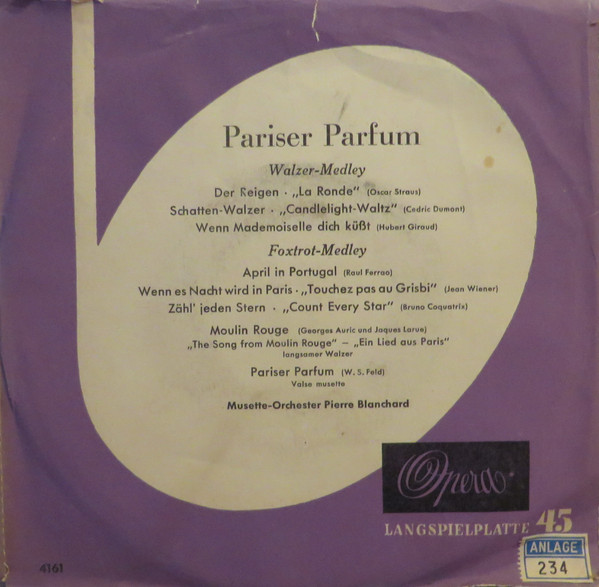 Pariser Parfum
Walzer-Medley
Der Reigen · „La Ronde" (Oscar Straus)
Schatten-Walzer · „Candlelight-Waltz" (Cedric Dumont)
Wenn Mademoiselle dich küßt (Hubert Giraud)
Foxtrot-Medley
April in Portugal (Raul Ferrao)
Wenn es Nacht wird in Paris · „Touchez pas au Grisbi" (Jean Wiener)
Zähl' jeden Stern · „Count Every Star" (Bruno Coquatrix)
Moulin Rouge (Georges Auric und Jaques Larue)
„The Song from Moulin Rouge" – „Ein Lied aus Paris"
langsamer Walzer
Pariser Parfum (W. S. Feld)
Valse musette
Musette-Orchester Pierre Blanchard
Opera
LANGSPIELPLATTE 45
ANLAGE
234
4161